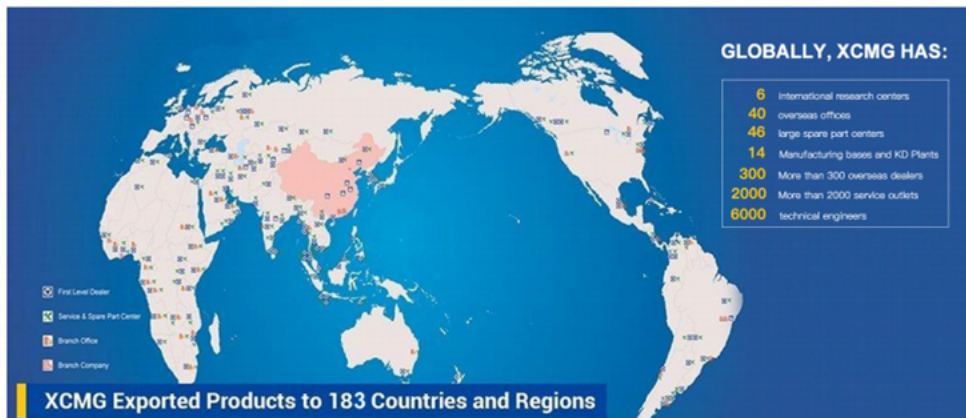 GLOBALLY, XCMG HAS:
6 International research centers
40 overseas offices
46 large spare part centers
14 Manufacturing bases and KD Plants
300 More than 300 overseas dealers
2000 More than 2000 service outlets
6000 technical engineers
First Level Dealer
Service & Spare Part Center
Branch Office
Branch Company
XCMG Exported Products to 183 Countries and Regions